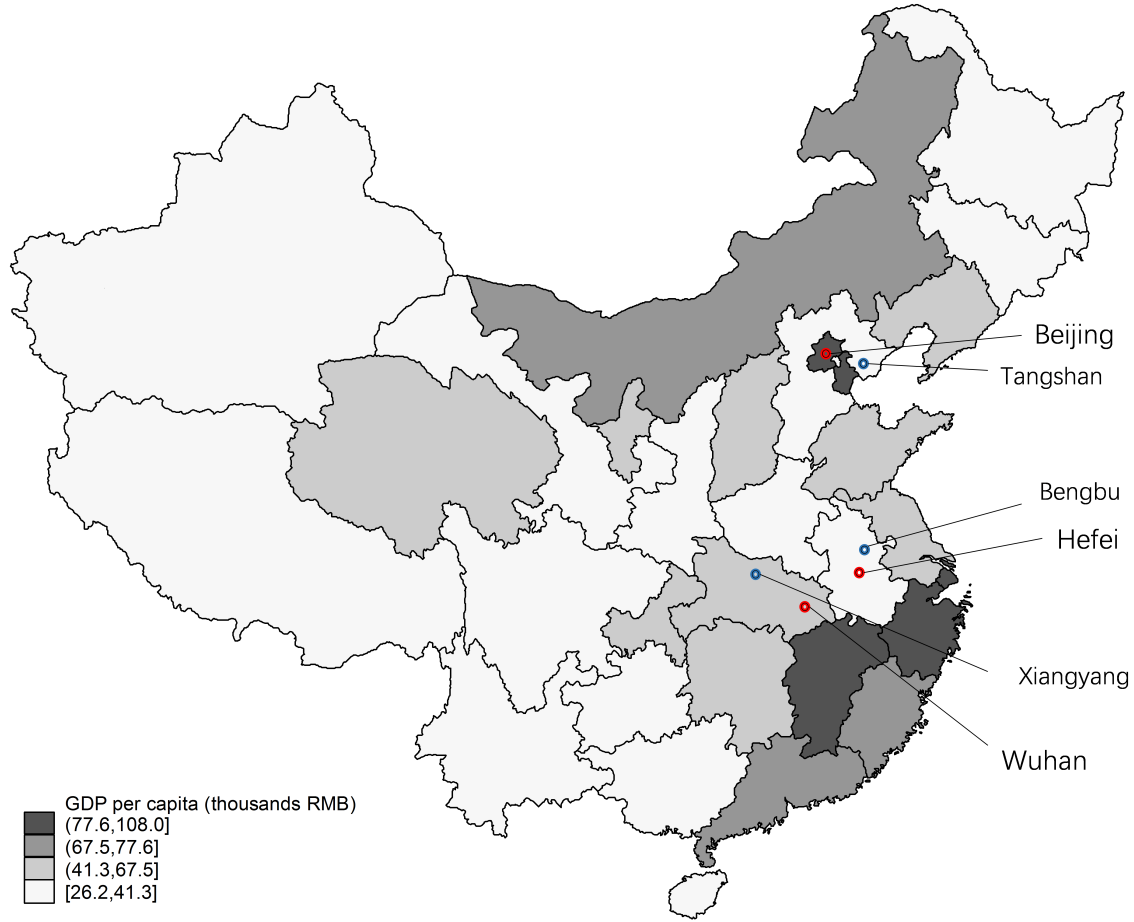 Beijing
Tangshan
Bengbu
Hefei
Xiangyang
Wuhan
GDP per capita (thousands RMB)
(77.6,108.0]
(67.5,77.6]
(41.3,67.5]
[26.2,41.3]